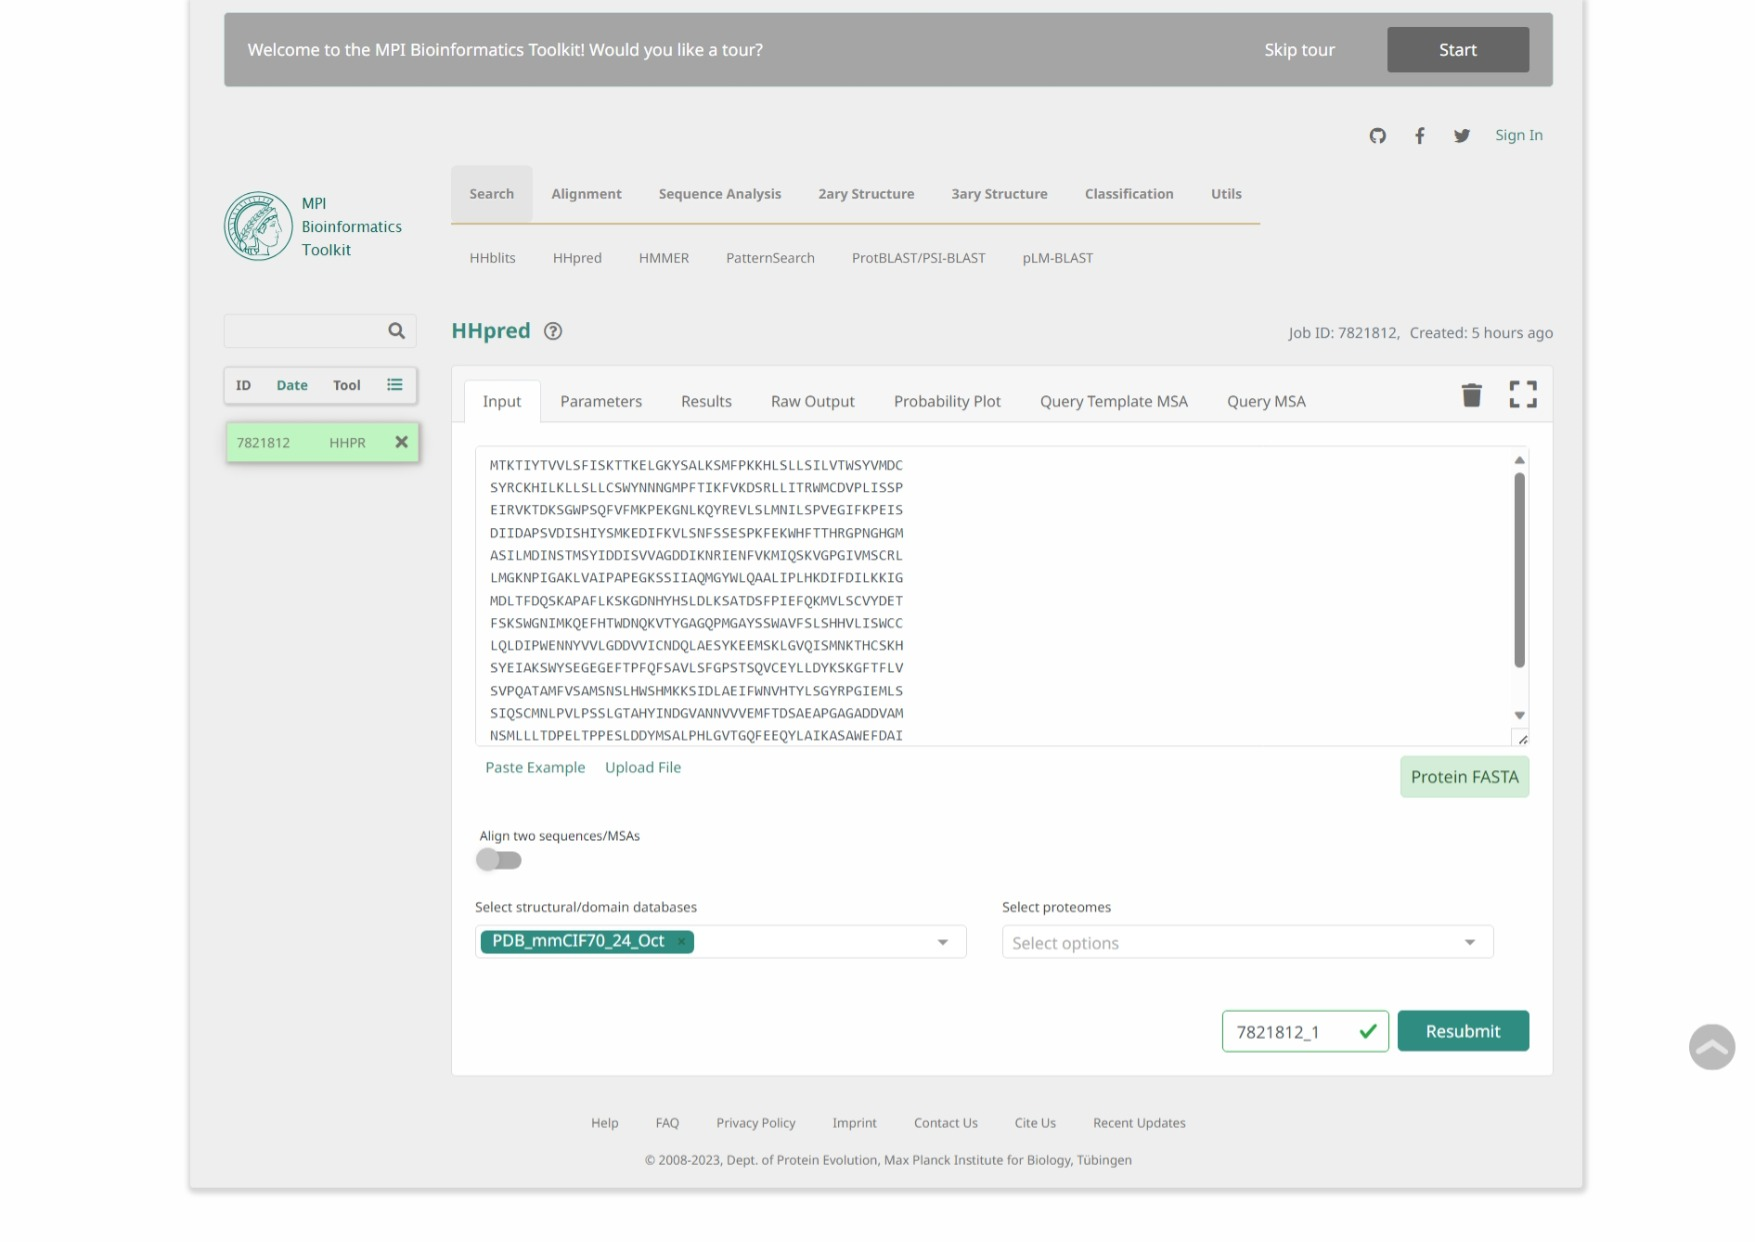 Welcome to the MPI Bioinformatics Toolkit! Would you like a tour?
Skip tour
Start
Sign In
MPI
Bioinformatics
Toolkit
Search
Alignment
Sequence Analysis
2ary Structure
3ary Structure
Classification
Utils
HHblits
HHpred
HMMER
PatternSearch
ProtBLAST/PSI-BLAST
pLM-BLAST
HHpred
Job ID: 7821812, Created: 5 hours ago
ID Date Tool
7821812 HHPR
Input
Parameters
Results
Raw Output
Probability Plot
Query Template MSA
Query MSA
MTKTIYTVVLSFISKTTKELGKYSALKSMFPKKHLSLLSILVTWSYVMDC
SYRCKHILKLLSLLCSWYNNNGMPFTIKFVKDSRLLITRWMCDVPLISSP
EIRVKTDKSGWPSQFVFMKPEKGNLKQYREVLSLMNILSPVEGIFKPEIS
DIIDAPSVDISHIYSMKEDIFKVLSNFSSESPKFEKWHFTTHRGPNGHGM
ASILMDINSTMSYIDDISVVAGDDIKNRIENFVKMIQSKVGPGIVMSCRL
LMGKNPIGAKLVAIPAPEGKSSIIAQMGYWLQAALIPLHKDIFDILKKIG
MDLTFDQSKAPAFLKSKGDNHYHSLDLKSATDSFPIEFQKMVLSCVYDET
FSKSWGNIMKQEFHTWDNQKVTYGAGQPMGAYSSWAVFSLSHHVLISWCC
LQLDIPWENNYVVLGDDVVICNDQLAESYKEEMSKLGVQISMNKTHCSKH
SYEIAKSWYSEGEGEFTPFQFSAVLSFGPSTSQVCEYLLDYKSKGFTFLV
SVPQATAMFVSAMSNSLHWSHMKKSIDLAEIFWNVHTYLSGYRPGIEMLS
SIQSCMNLPVLPSSLGTAHYINDGVANNVVVEMFTDSAEAPGAGADDVAM
NSMLLLTDPELTPPESLDDYMSALPHLGVTGQFEEQYLAIKASAWEFDAI
Paste Example
Upload File
Protein FASTA
Align two sequences/MSAs
Select structural/domain databases
Select proteomes
PDB_mmCIF70_24_Oct ×
Select options
7821812_1
Resubmit
Help
FAQ
Privacy Policy
Imprint
Contact Us
Cite Us
Recent Updates
© 2008-2023, Dept. of Protein Evolution, Max Planck Institute for Biology, Tübingen